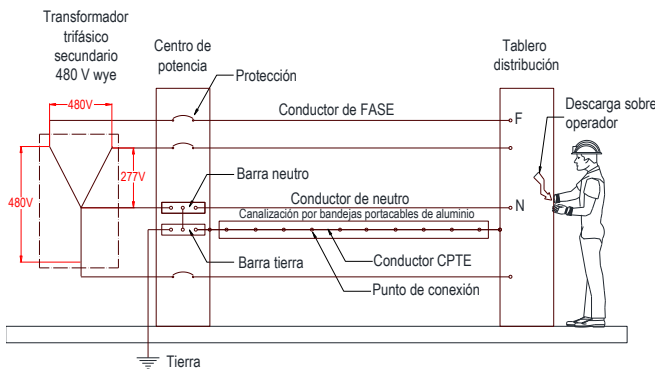 Transformador
trifásico
secundario
480 V wye
Centro de
potencia
Tablero
distribución
Protección
480V
Conductor de FASE
F
Descarga sobre
operador
277V
480V
Barra neutro
Conductor de neutro
N
Canalización por bandejas portacables de aluminio
Barra tierra
Conductor CPTE
Punto de conexión
Tierra